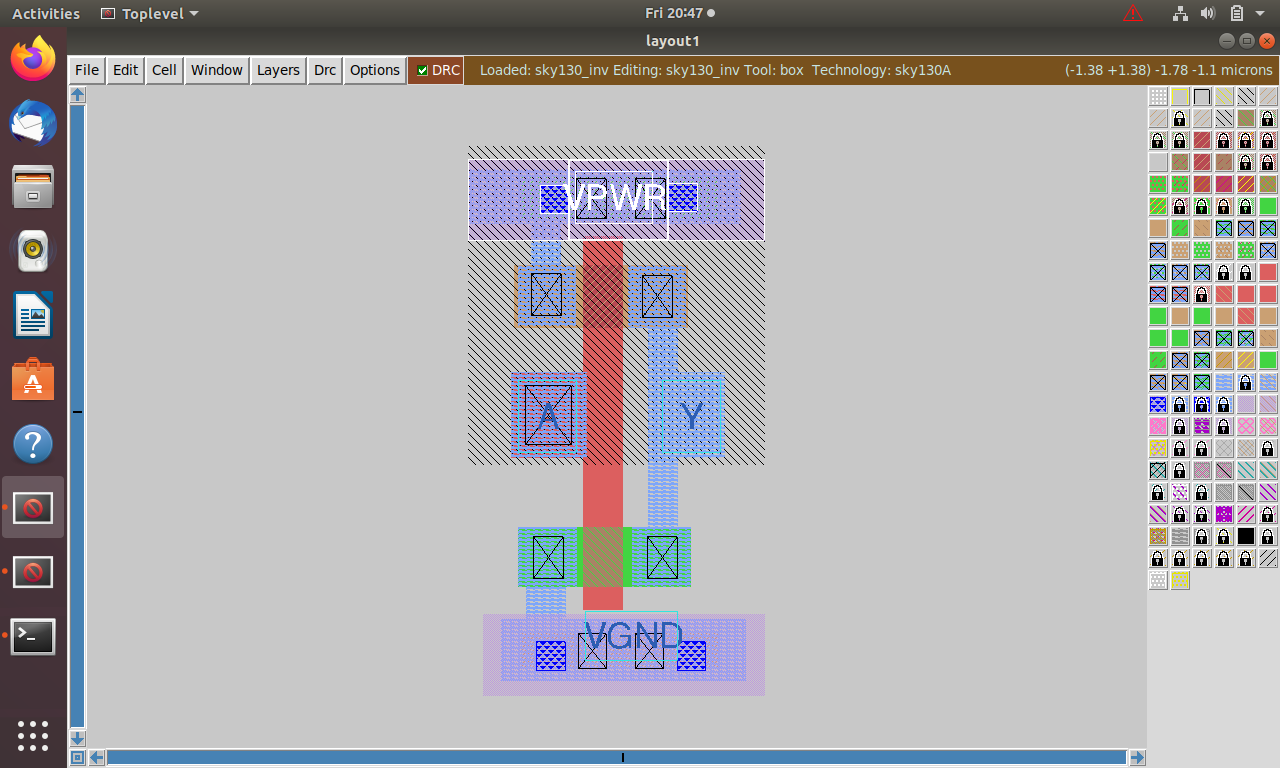 Activities Toplevel Fri 20:47
layout1
File Edit Cell Window Layers Drc Options DRC Loaded: sky130_inv Editing: sky130_inv Tool: box Technology: sky130A (-1.38 +1.38) -1.78 -1.1 microns
VPWR
A Y
VGND